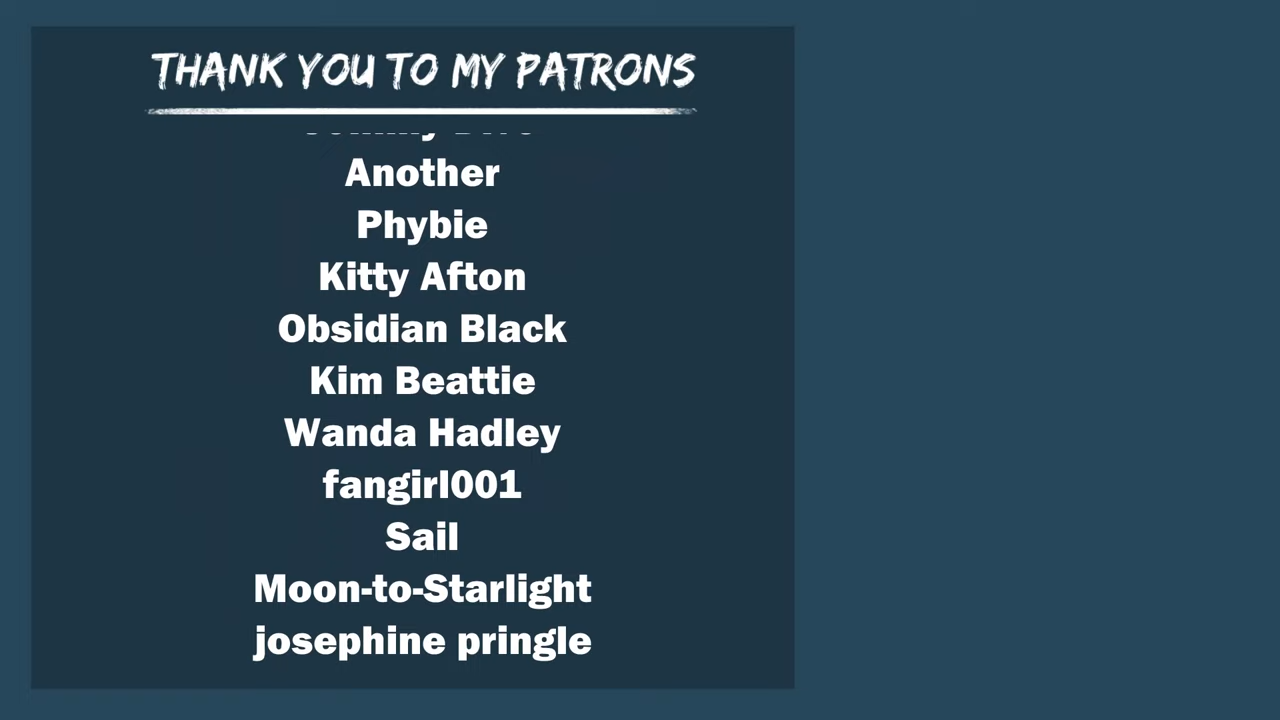 THANK YOU TO MY PATRONS
Another
Phybie
Kitty Afton
Obsidian Black
Kim Beattie
Wanda Hadley
fangirl001
Sail
Moon-to-Starlight
josephine pringle